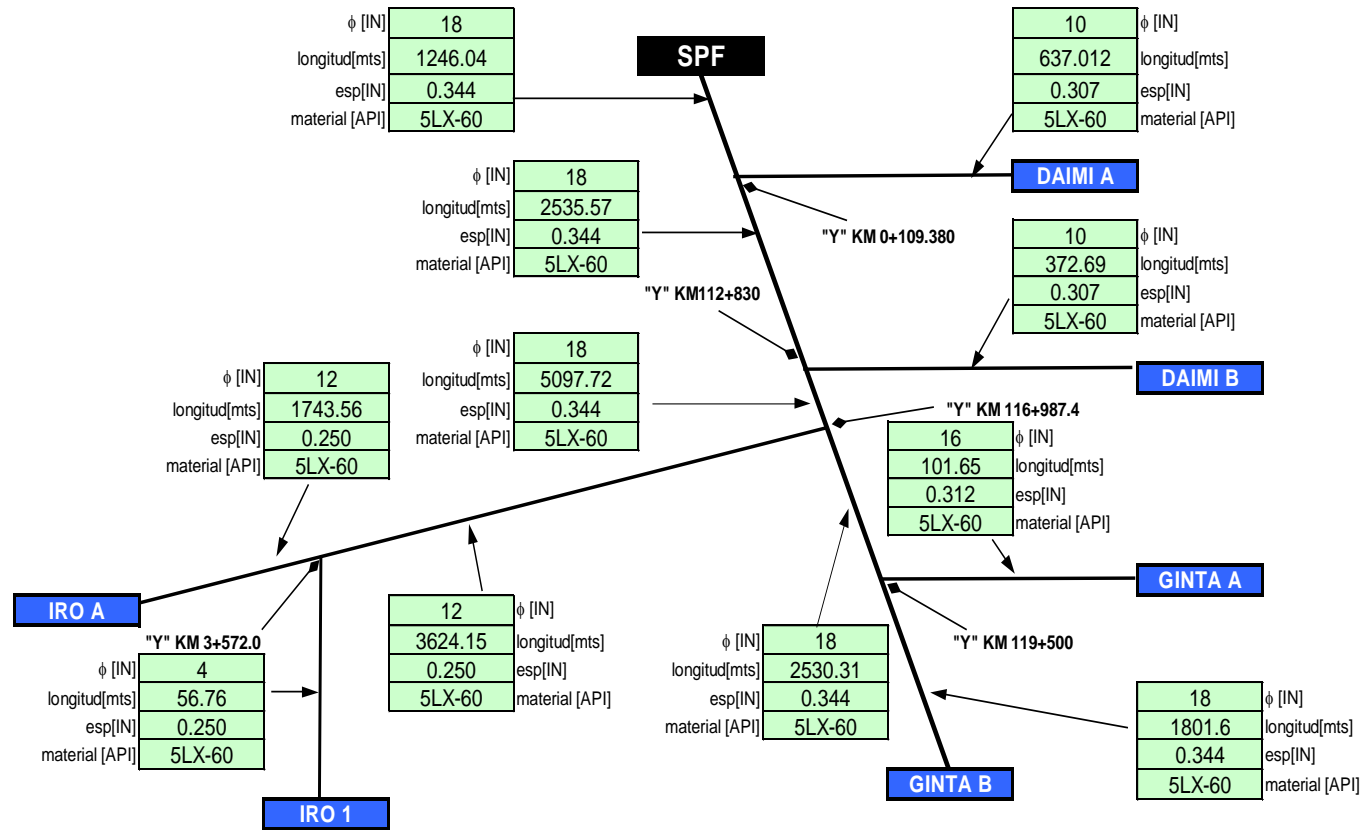 SPF
φ [IN] 18
longitud[mts] 1246.04
esp[IN] 0.344
material [API] 5LX-60
10 φ [IN]
637.012 longitud[mts]
0.307 esp[IN]
5LX-60 material [API]
DAIMI A
"Y" KM 0+109.380
φ [IN] 18
longitud[mts] 2535.57
esp[IN] 0.344
material [API] 5LX-60
10 φ [IN]
372.69 longitud[mts]
0.307 esp[IN]
5LX-60 material [API]
"Y" KM112+830
DAIMI B
φ [IN] 18
longitud[mts] 5097.72
esp[IN] 0.344
material [API] 5LX-60
φ [IN] 12
longitud[mts] 1743.56
esp[IN] 0.250
material [API] 5LX-60
"Y" KM 116+987.4
16 φ [IN]
101.65 longitud[mts]
0.312 esp[IN]
5LX-60 material [API]
GINTA A
IRO A
"Y" KM 3+572.0
12 φ [IN]
3624.15 longitud[mts]
0.250 esp[IN]
5LX-60 material [API]
"Y" KM 119+500
φ [IN] 4
longitud[mts] 56.76
esp[IN] 0.250
material [API] 5LX-60
φ [IN] 18
longitud[mts] 2530.31
esp[IN] 0.344
material [API] 5LX-60
18 φ [IN]
1801.6 longitud[mts]
0.344 esp[IN]
5LX-60 material [API]
GINTA B
IRO 1